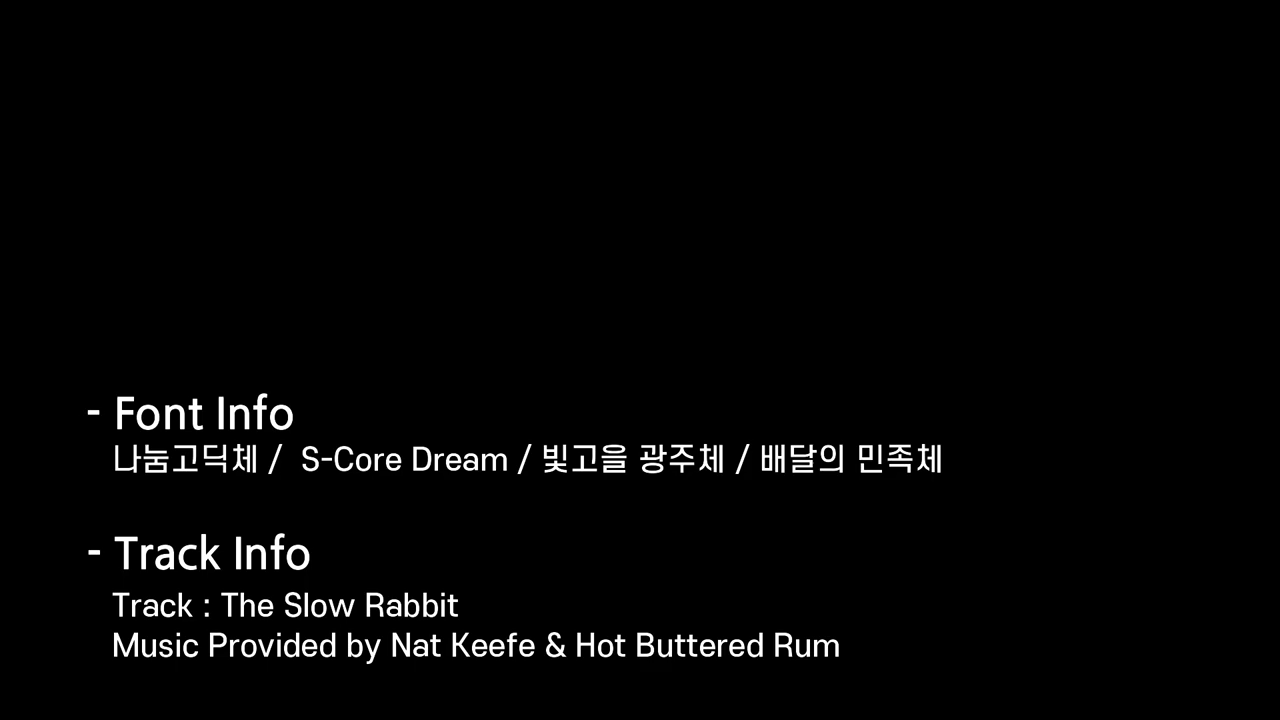 - Font Info
나눔고딕체 /  S-Core Dream / 빛고을 광주체 / 배달의 민족체
- Track Info
Track : The Slow Rabbit
Music Provided by Nat Keefe & Hot Buttered Rum